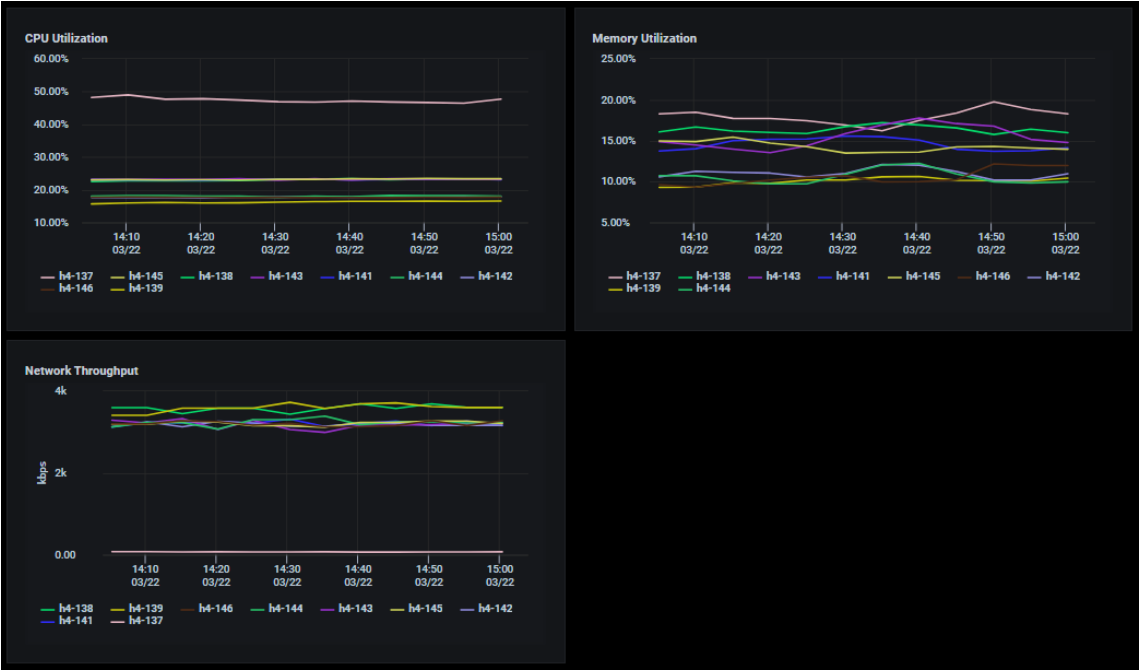 CPU Utilization
60.00%
50.00%
40.00%
30.00%
20.00%
10.00%
14:10 14:20 14:30 14:40 14:50 15:00
03/22 03/22 03/22 03/22 03/22 03/22
h4-137 h4-145 h4-138 h4-143 h4-141 h4-144 h4-142
h4-146 h4-139
Memory Utilization
25.00%
20.00%
15.00%
10.00%
5.00%
14:10 14:20 14:30 14:40 14:50 15:00
03/22 03/22 03/22 03/22 03/22 03/22
h4-137 h4-138 h4-143 h4-141 h4-145 h4-146 h4-142
h4-139 h4-144
Network Throughput
4k
kbps
2k
0.00
14:10 14:20 14:30 14:40 14:50 15:00
03/22 03/22 03/22 03/22 03/22 03/22
h4-138 h4-139 h4-146 h4-144 h4-143 h4-145 h4-142
h4-141 h4-137